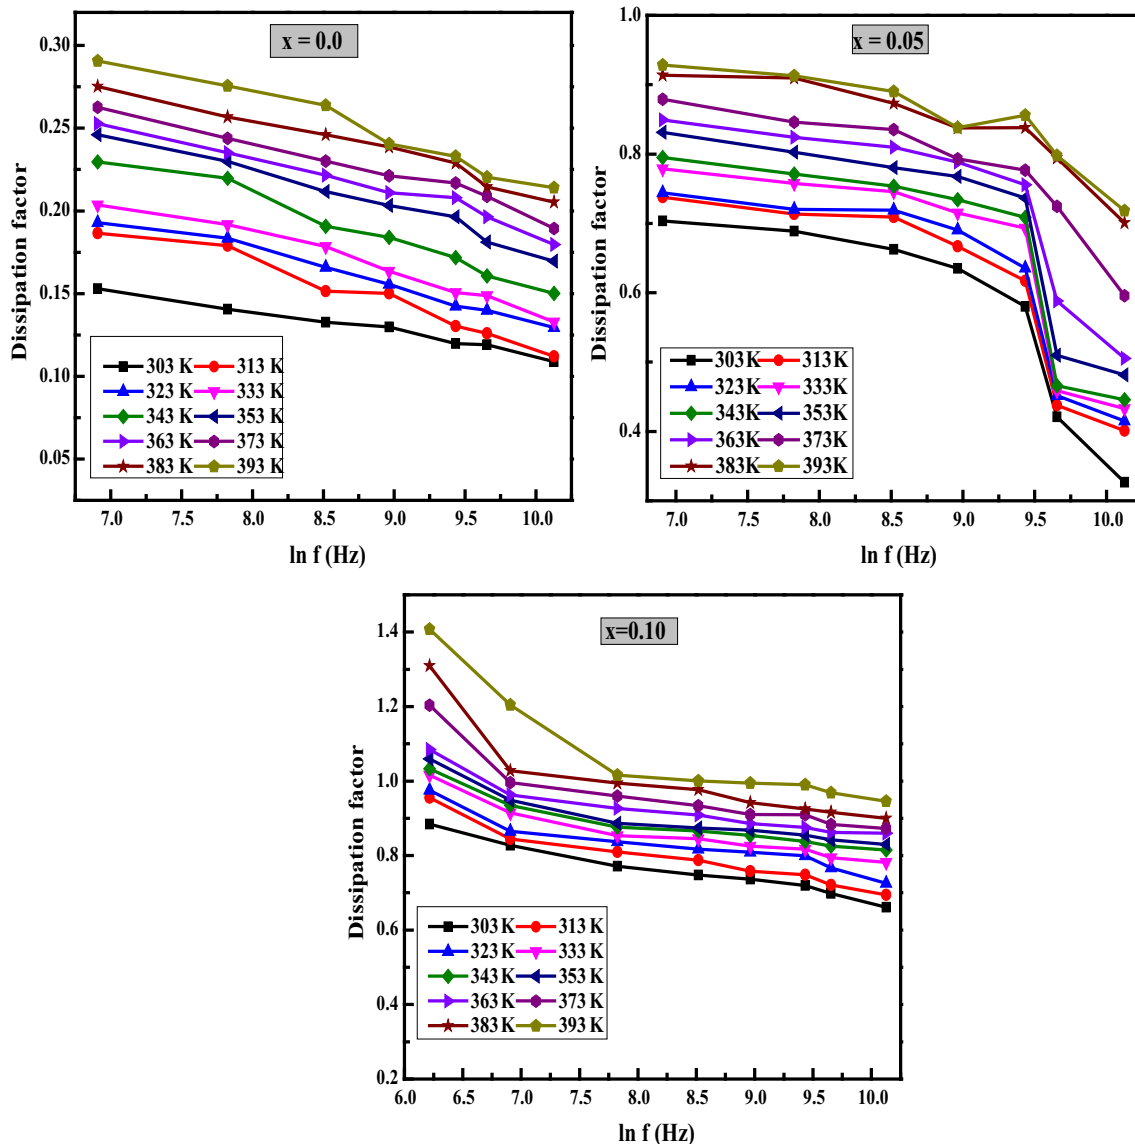 x = 0.0
0.30
0.25
0.20
0.15
0.10
0.05
Dissipation factor
303 K 313 K
323 K 333 K
343 K 353 K
363 K 373 K
383 K 393 K
7.0 7.5 8.0 8.5 9.0 9.5 10.0
ln f (Hz)
x = 0.05
1.0
0.8
0.6
0.4
Dissipation factor
303K 313K
323K 333K
343K 353K
363K 373K
383K 393K
7.0 7.5 8.0 8.5 9.0 9.5 10.0
ln f (Hz)
x=0.10
1.4
1.2
1.0
0.8
0.6
0.4
0.2
Dissipation factor
303 K 313 K
323 K 333 K
343 K 353 K
363 K 373 K
383 K 393 K
6.0 6.5 7.0 7.5 8.0 8.5 9.0 9.5 10.0
ln f (Hz)